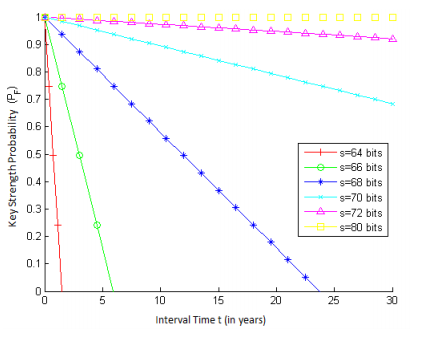 1
0.9
0.8
0.7
0.6
0.5
0.4
0.3
0.2
0.1
0
Key Strength Probability (PF)
0
5
10
15
20
25
30
Interval Time t (in years)
s=64 bits
s=66 bits
s=68 bits
s=70 bits
s=72 bits
s=80 bits